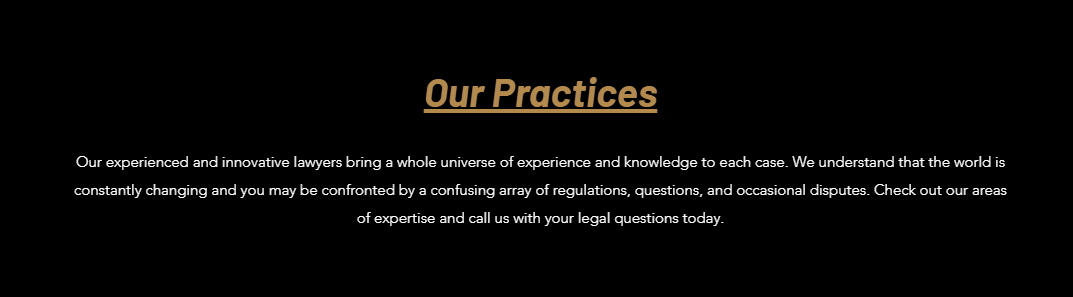 Our Practices
Our experienced and innovative lawyers bring a whole universe of experience and knowledge to each case. We understand that the world is
constantly changing and you may be confronted by a confusing array of regulations, questions, and occasional disputes. Check out our areas
of expertise and call us with your legal questions today.